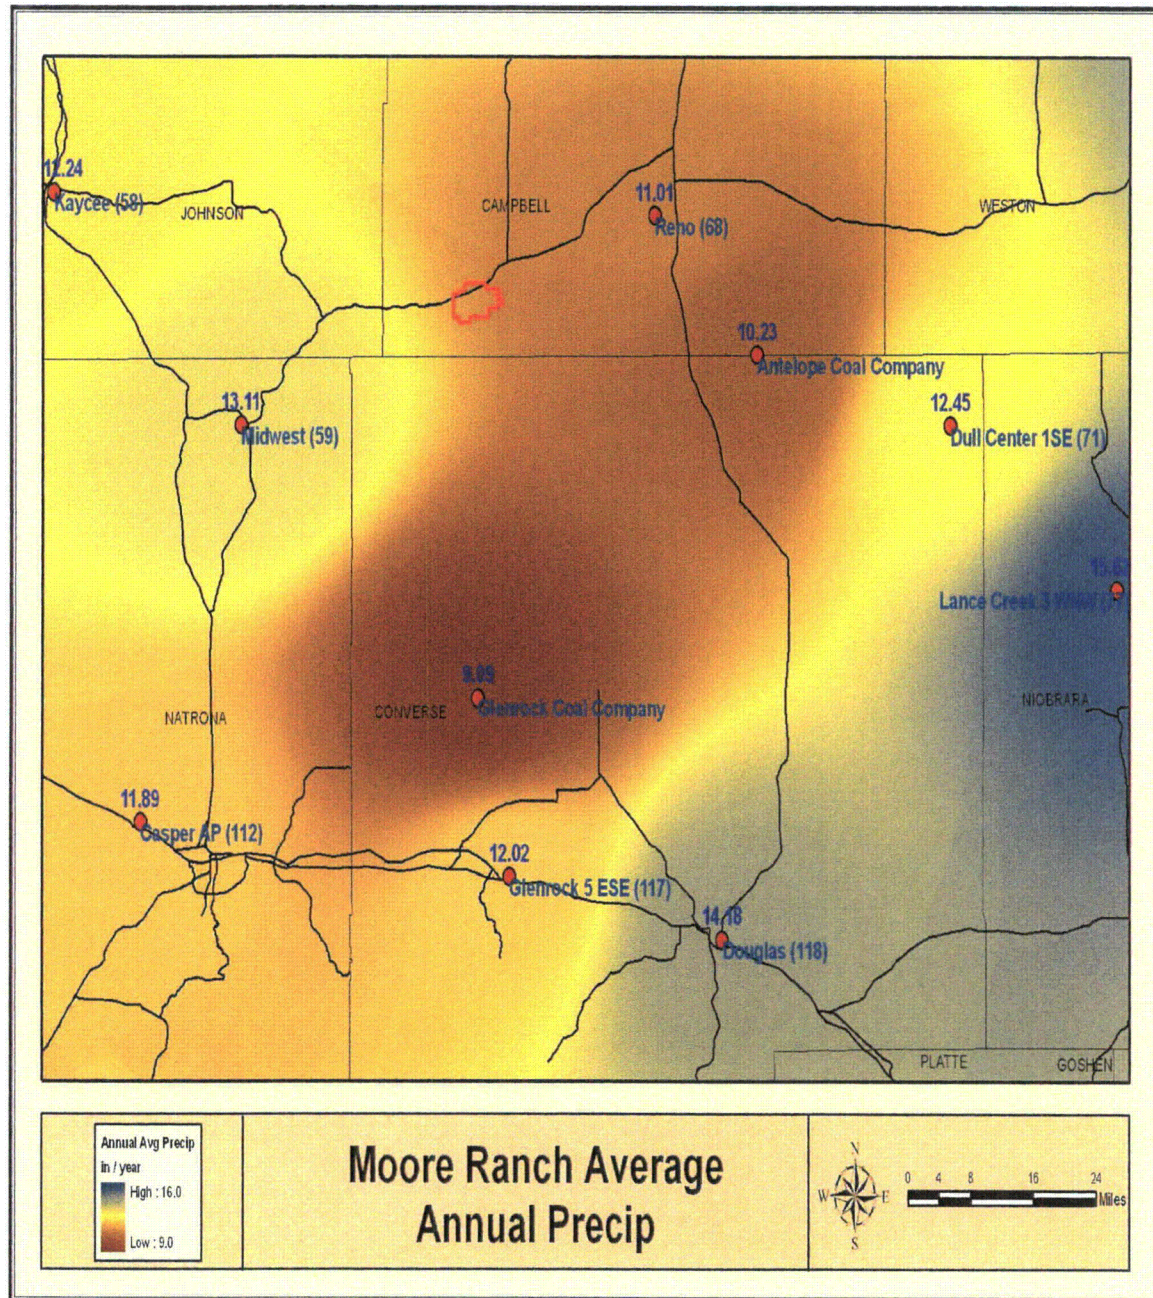 12.24
Kaycee (58)
JOHNSON
CAMPBELL
11.01
Reno (68)
WESTON
10.23
Antelope Coal Company
13.11
Midwest (59)
12.45
Dull Center 1SE (71)
Lance Creek 3
NATRONA
CONVERSE
Glenrock Coal Company
NIOBRARA
11.89
Casper AP (112)
12.02
Glenrock 5 ESE (117)
14.18
Douglas (118)
PLATTE
GOSHEN
Annual Avg Precip
in / year
High : 16.0
Low : 9.0
Moore Ranch Average
Annual Precip
N
W E
S
0 4 8 16 24
Miles